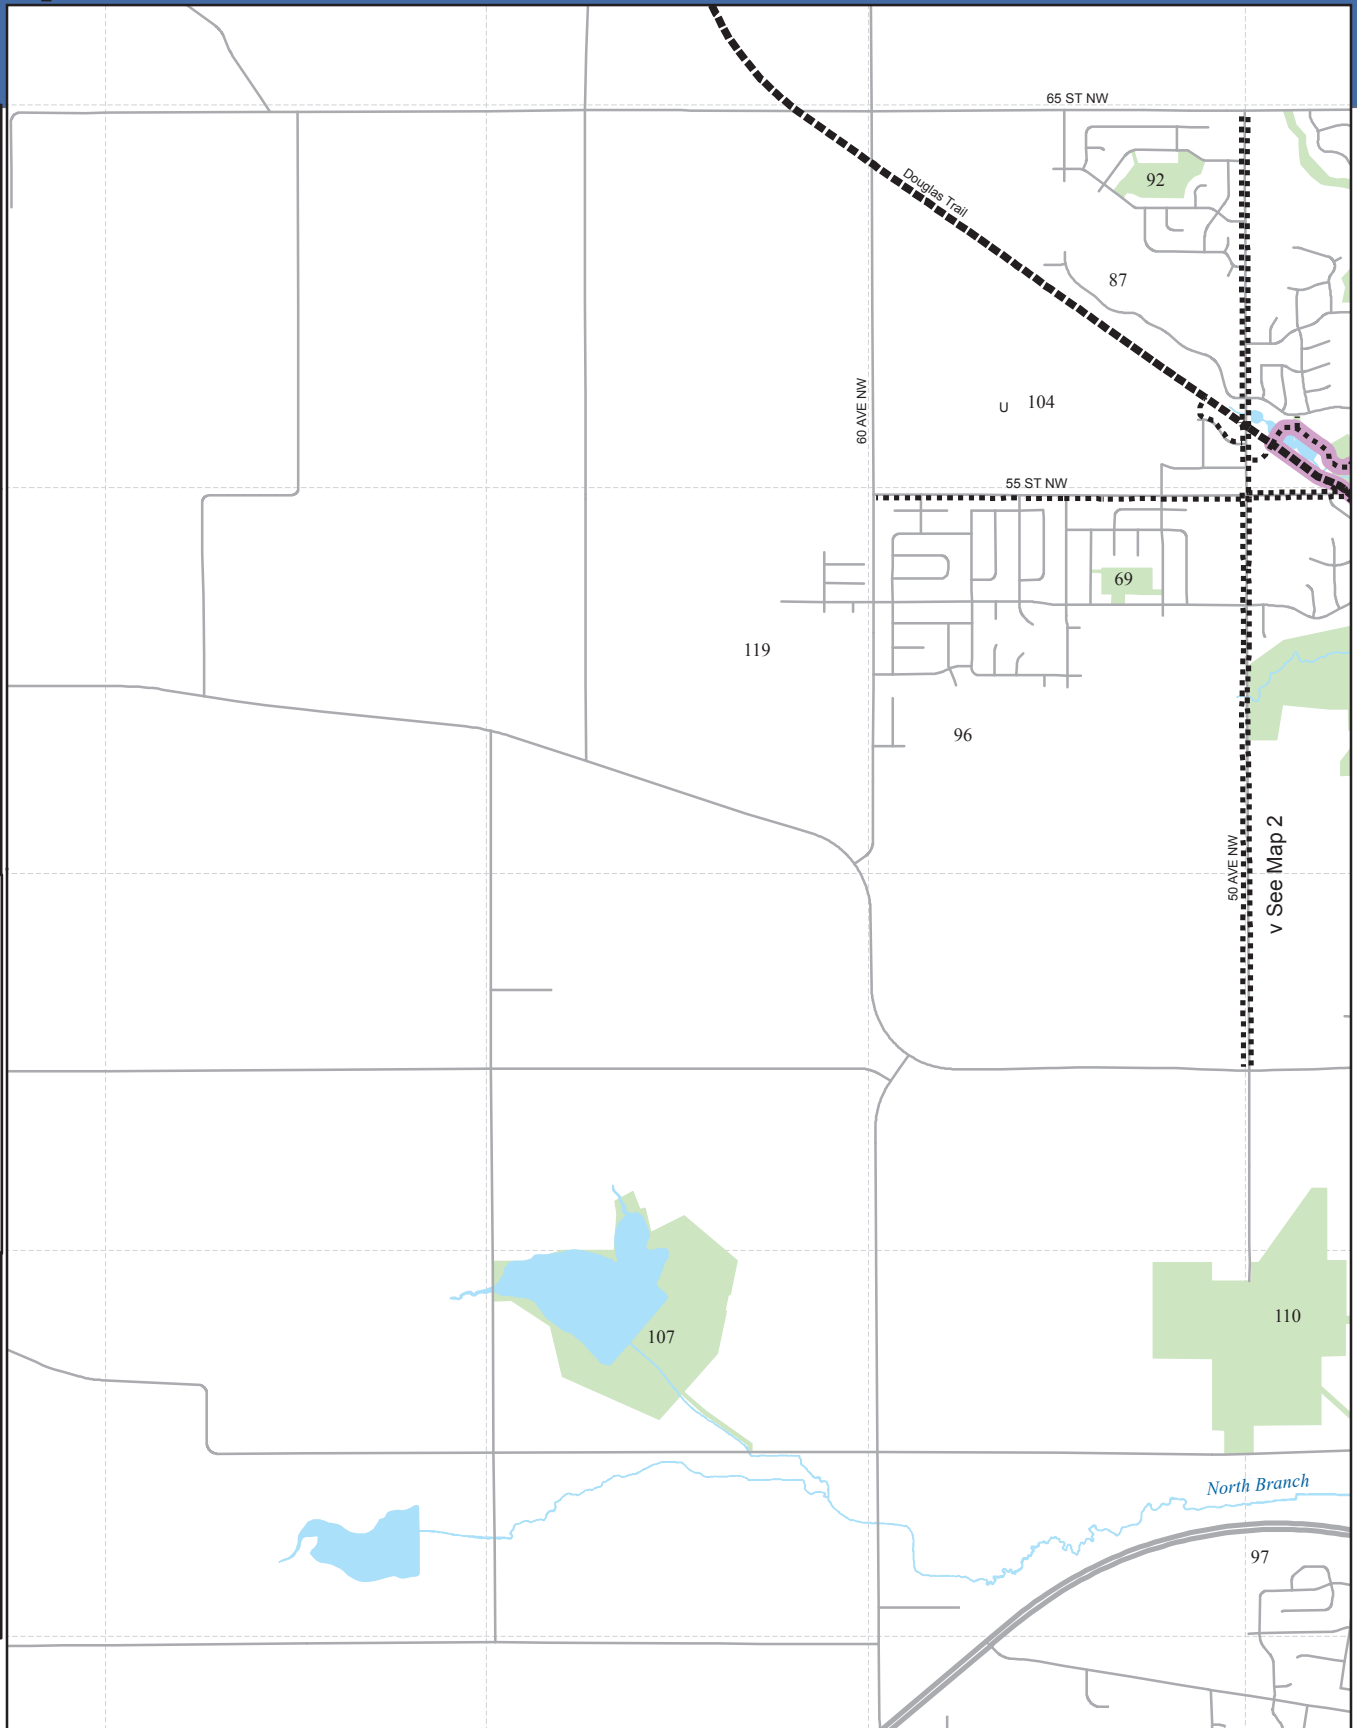 65 ST NW
92
Douglas Trail
87
60 AVE NW
U 104
55 ST NW
69
119
96
50 AVE NW
v See Map 2
107
110
North Branch
97